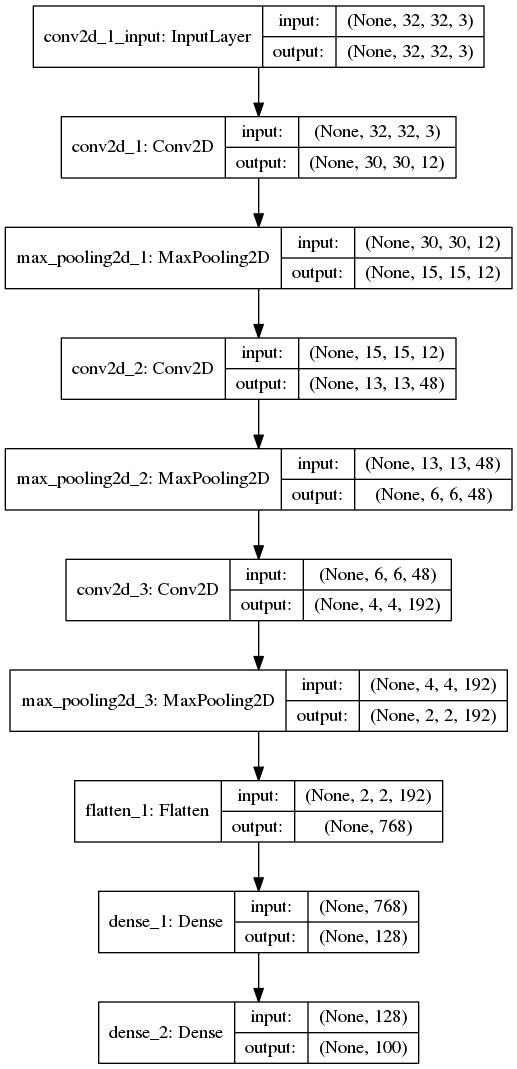 conv2d_1_input: InputLayer
input: (None, 32, 32, 3)
output: (None, 32, 32, 3)
conv2d_1: Conv2D
input: (None, 32, 32, 3)
output: (None, 30, 30, 12)
max_pooling2d_1: MaxPooling2D
input: (None, 30, 30, 12)
output: (None, 15, 15, 12)
conv2d_2: Conv2D
input: (None, 15, 15, 12)
output: (None, 13, 13, 48)
max_pooling2d_2: MaxPooling2D
input: (None, 13, 13, 48)
output: (None, 6, 6, 48)
conv2d_3: Conv2D
input: (None, 6, 6, 48)
output: (None, 4, 4, 192)
max_pooling2d_3: MaxPooling2D
input: (None, 4, 4, 192)
output: (None, 2, 2, 192)
flatten_1: Flatten
input: (None, 2, 2, 192)
output: (None, 768)
dense_1: Dense
input: (None, 768)
output: (None, 128)
dense_2: Dense
input: (None, 128)
output: (None, 100)